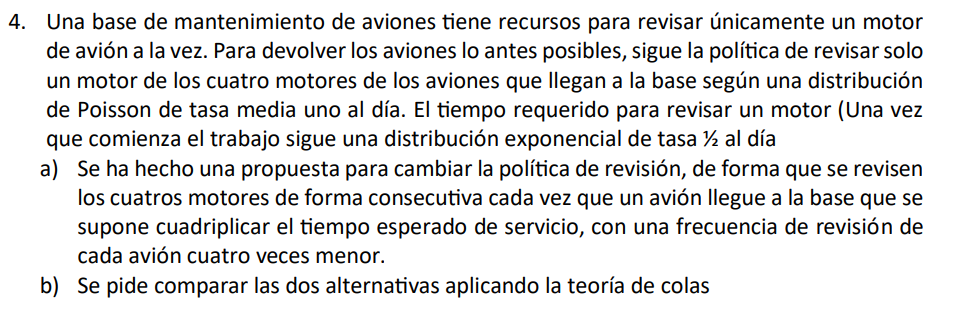 4. Una base de mantenimiento de aviones tiene recursos para revisar únicamente un motor
de avión a la vez. Para devolver los aviones lo antes posibles, sigue la política de revisar solo
un motor de los cuatro motores de los aviones que llegan a la base según una distribución
de Poisson de tasa media uno al día. El tiempo requerido para revisar un motor (Una vez
que comienza el trabajo sigue una distribución exponencial de tasa ½ al día
a) Se ha hecho una propuesta para cambiar la política de revisión, de forma que se revisen
los cuatros motores de forma consecutiva cada vez que un avión llegue a la base que se
supone cuadriplicar el tiempo esperado de servicio, con una frecuencia de revisión de
cada avión cuatro veces menor.
b) Se pide comparar las dos alternativas aplicando la teoría de colas